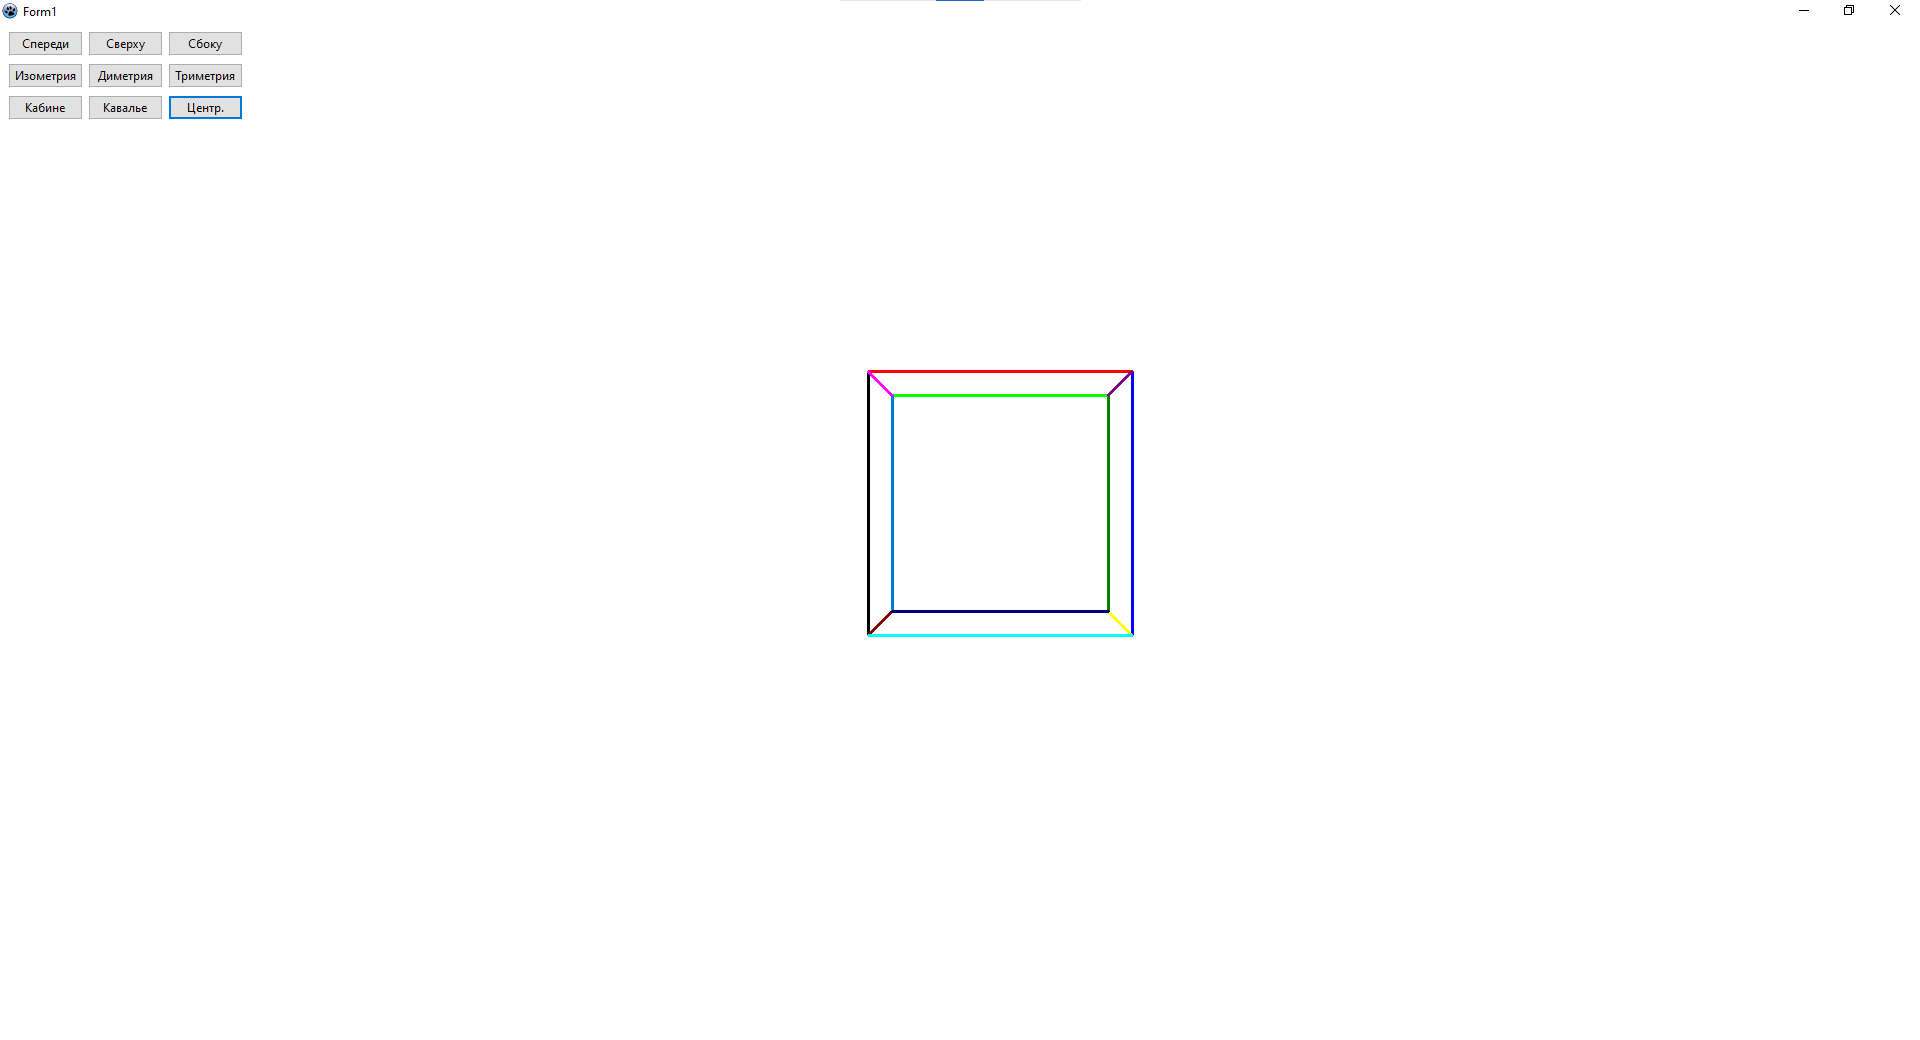 Form1
Спереди Сверху Сбоку
Изометрия Диметрия Триметрия
Кабине Кавалье Центр.